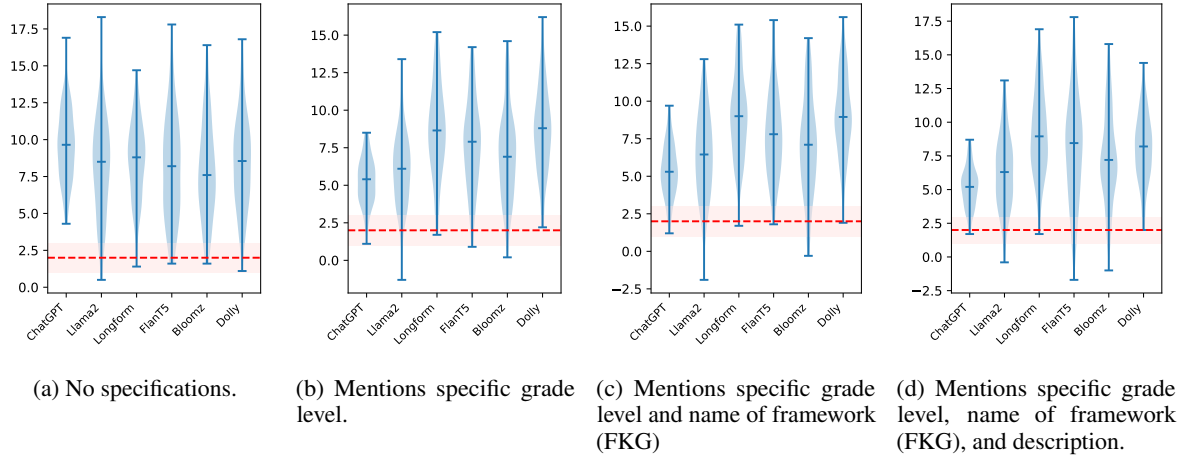 17.5
15.0
12.5
10.0
7.5
5.0
2.5
0.0
ChatGPT
Llama2
Longform
FlanT5
Bloomz
Dolly
(a) No specifications.
15.0
12.5
10.0
7.5
5.0
2.5
0.0
ChatGPT
Llama2
Longform
FlanT5
Bloomz
Dolly
(b) Mentions specific grade
level.
15.0
12.5
10.0
7.5
5.0
2.5
0.0
−2.5
ChatGPT
Llama2
Longform
FlanT5
Bloomz
Dolly
(c) Mentions specific grade
level and name of framework
(FKG)
17.5
15.0
12.5
10.0
7.5
5.0
2.5
0.0
−2.5
ChatGPT
Llama2
Longform
FlanT5
Bloomz
Dolly
(d) Mentions specific grade
level, name of framework
(FKG), and description.